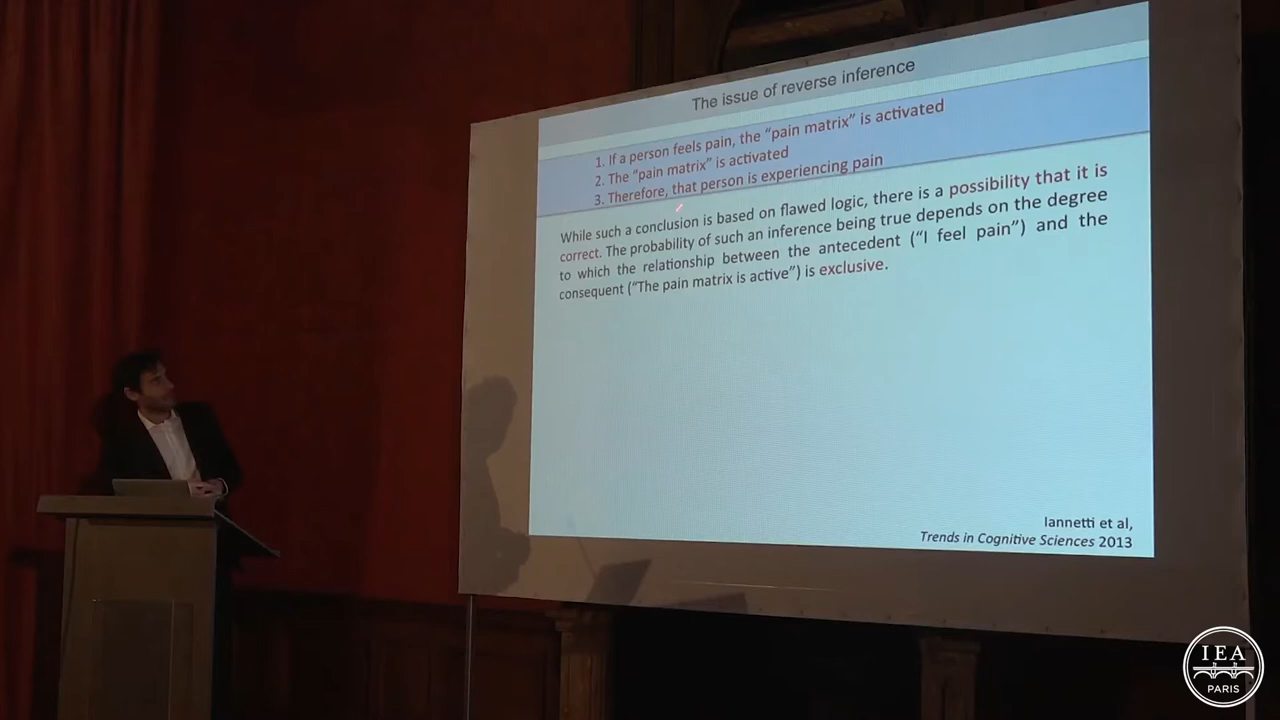 The issue of reverse inference
1. If a person feels pain, the “pain matrix” is activated
2. The “pain matrix” is activated
3. Therefore, that person is experiencing pain
While such a conclusion is based on flawed logic, there is a possibility that it is
correct. The probability of such an inference being true depends on the degree
to which the relationship between the antecedent (“I feel pain”) and the
consequent (“The pain matrix is active”) is exclusive.
Iannetti et al,
Trends in Cognitive Sciences 2013
IEA
PARIS